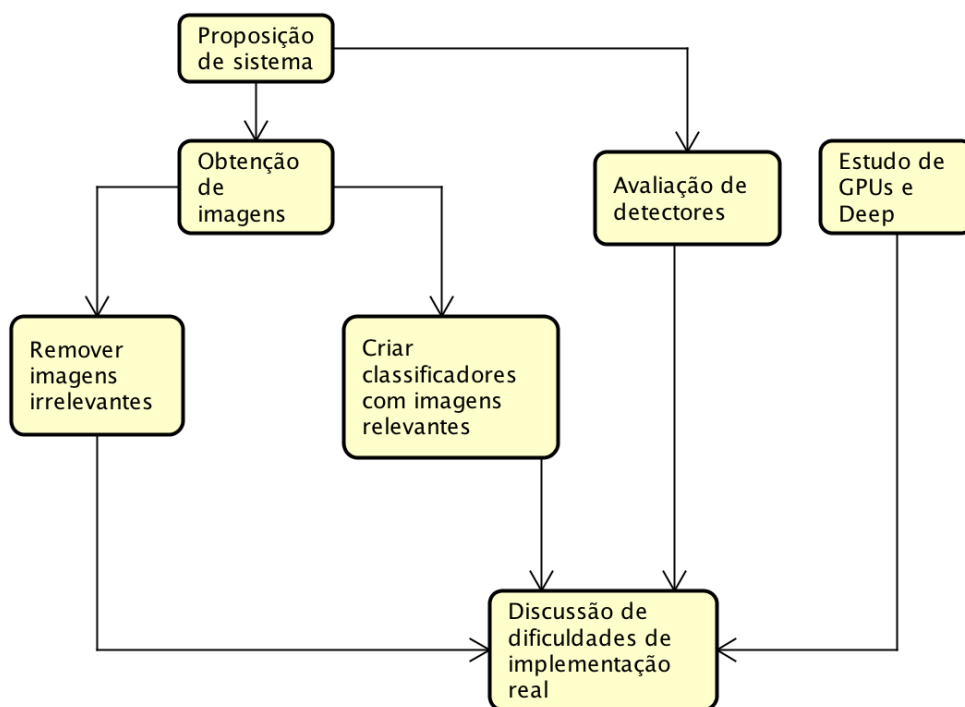 Proposição
de sistema
Obtenção
de
imagens
Avaliação de
detectores
Estudo de
GPUs e
Deep
Remover
imagens
irrelevantes
Criar
classificadores
com imagens
relevantes
Discussão de
dificuldades de
implementação
real